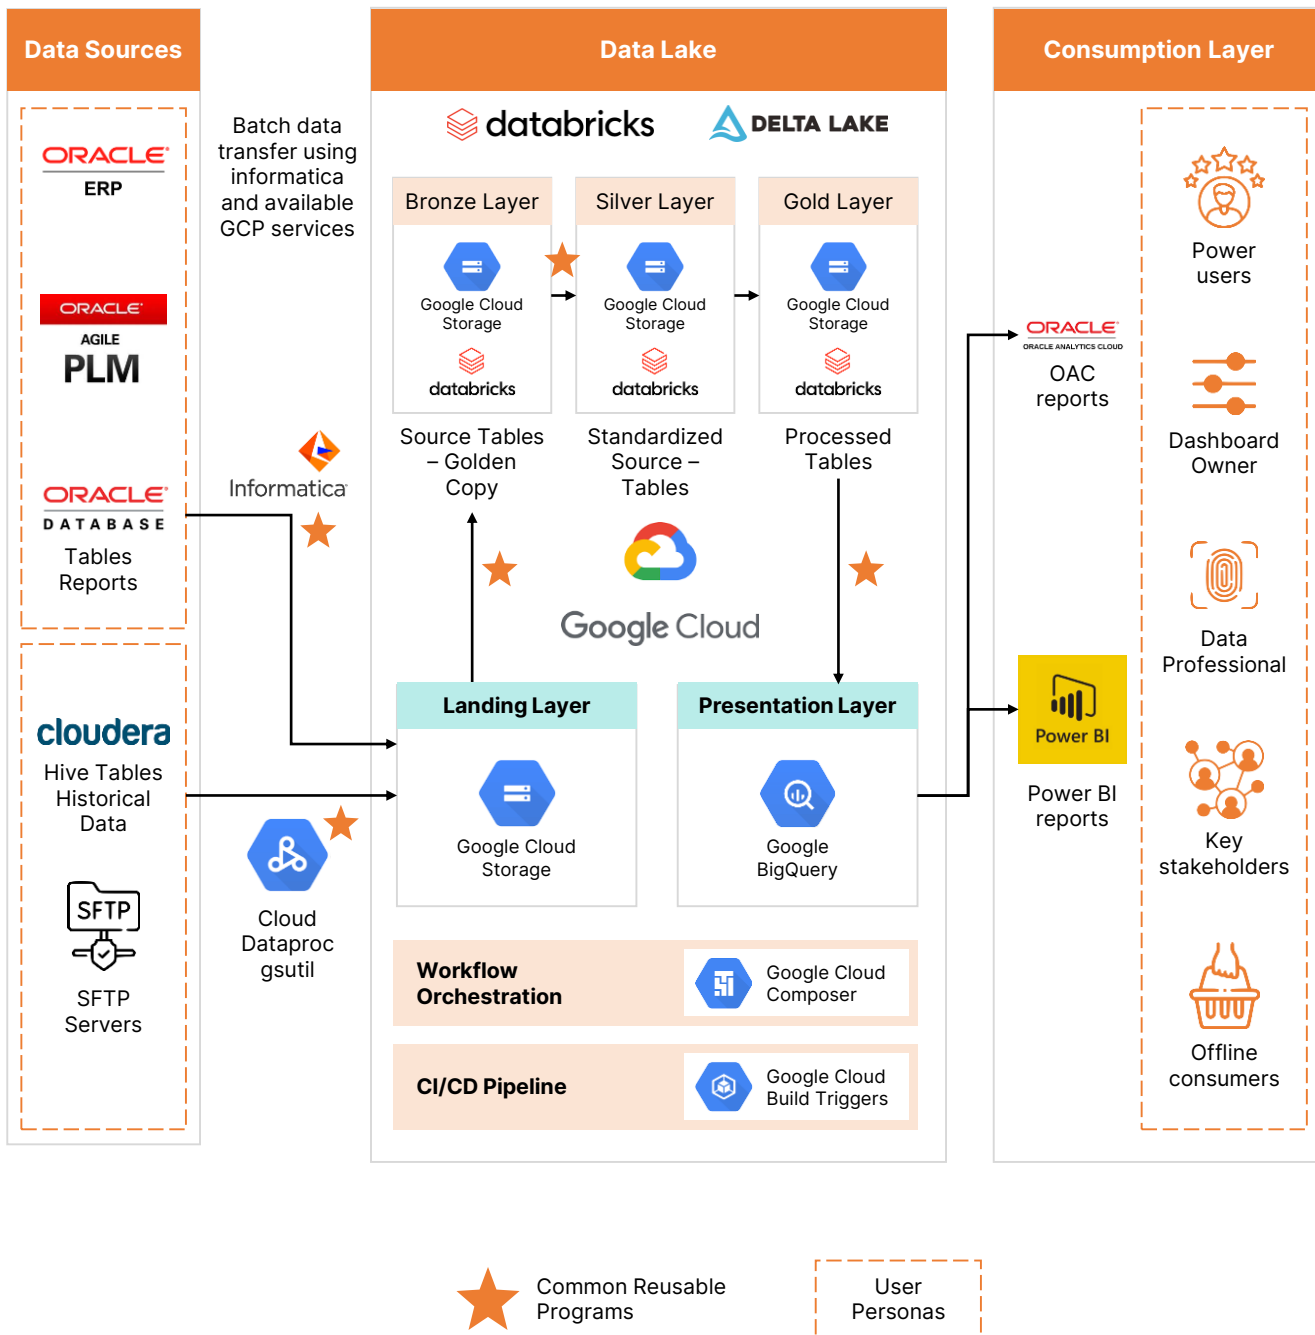 Data Sources
ORACLE
ERP
ORACLE
AGILE
PLM
ORACLE
DATABASE
Tables
Reports
cloudera
Hive Tables
Historical
Data
SFTP
SFTP
Servers
Batch data
transfer using
informatica
and available
GCP services
Informatica
Cloud
Dataproc
gsutil
Data Lake
databricks
DELTA LAKE
Bronze Layer
Google Cloud
Storage
databricks
Source Tables
– Golden
Copy
Silver Layer
Google Cloud
Storage
databricks
Standardized
Source –
Tables
Gold Layer
Google Cloud
Storage
databricks
Processed
Tables
Google Cloud
Landing Layer
Google Cloud
Storage
Presentation Layer
Google
BigQuery
Workflow
Orchestration
Google Cloud
Composer
CI/CD Pipeline
Google Cloud
Build Triggers
Consumption Layer
ORACLE
ORACLE ANALYTICS CLOUD
OAC
reports
Power BI
Power BI
reports
Power
users
Dashboard
Owner
Data
Professional
Key
stakeholders
Offline
consumers
Common Reusable
Programs
User
Personas